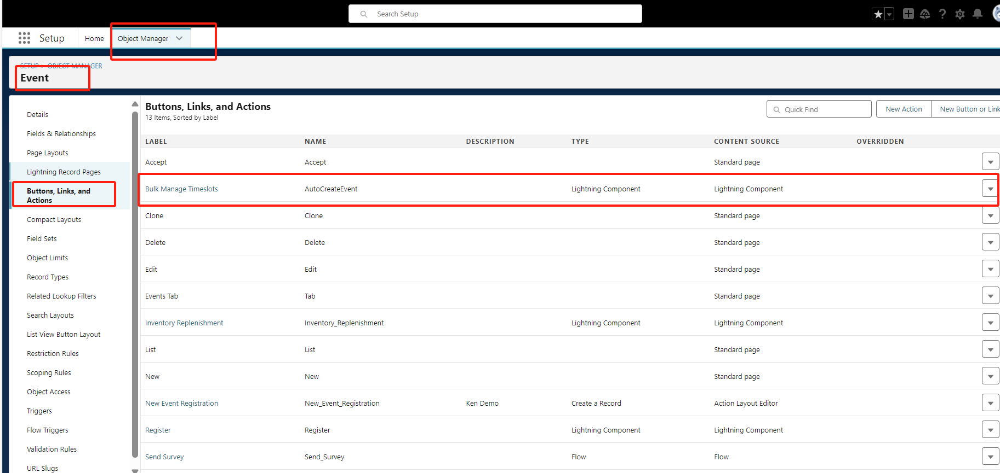 Search Setup
Setup
Home
Object Manager
SETUP > OBJECT MANAGER
Event
Details
Fields & Relationships
Page Layouts
Lightning Record Pages
Buttons, Links, and
Actions
Compact Layouts
Field Sets
Object Limits
Record Types
Related Lookup Filters
Search Layouts
List View Button Layout
Restriction Rules
Scoping Rules
Object Access
Triggers
Flow Triggers
Validation Rules
URL Slugs
Buttons, Links, and Actions
13 Items, Sorted by Label
Quick Find
New Action
New Button or Link
LABEL NAME DESCRIPTION TYPE CONTENT SOURCE OVERRIDDEN
Accept Accept Standard page
Bulk Manage Timeslots AutoCreateEvent Lightning Component Lightning Component
Clone Clone Standard page
Delete Delete Standard page
Edit Edit Standard page
Events Tab Tab Standard page
Inventory Replenishment Inventory_Replenishment Lightning Component Lightning Component
List List Standard page
New New Standard page
New Event Registration New_Event_Registration Ken Demo Create a Record Action Layout Editor
Register Register Lightning Component Lightning Component
Send Survey Send_Survey Flow Flow